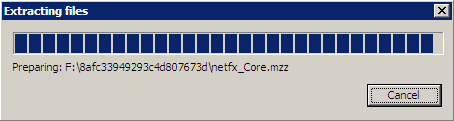 Extracting files
Preparing: F:\8afc33949293c4d807673d\netfx_Core.mzz
Cancel